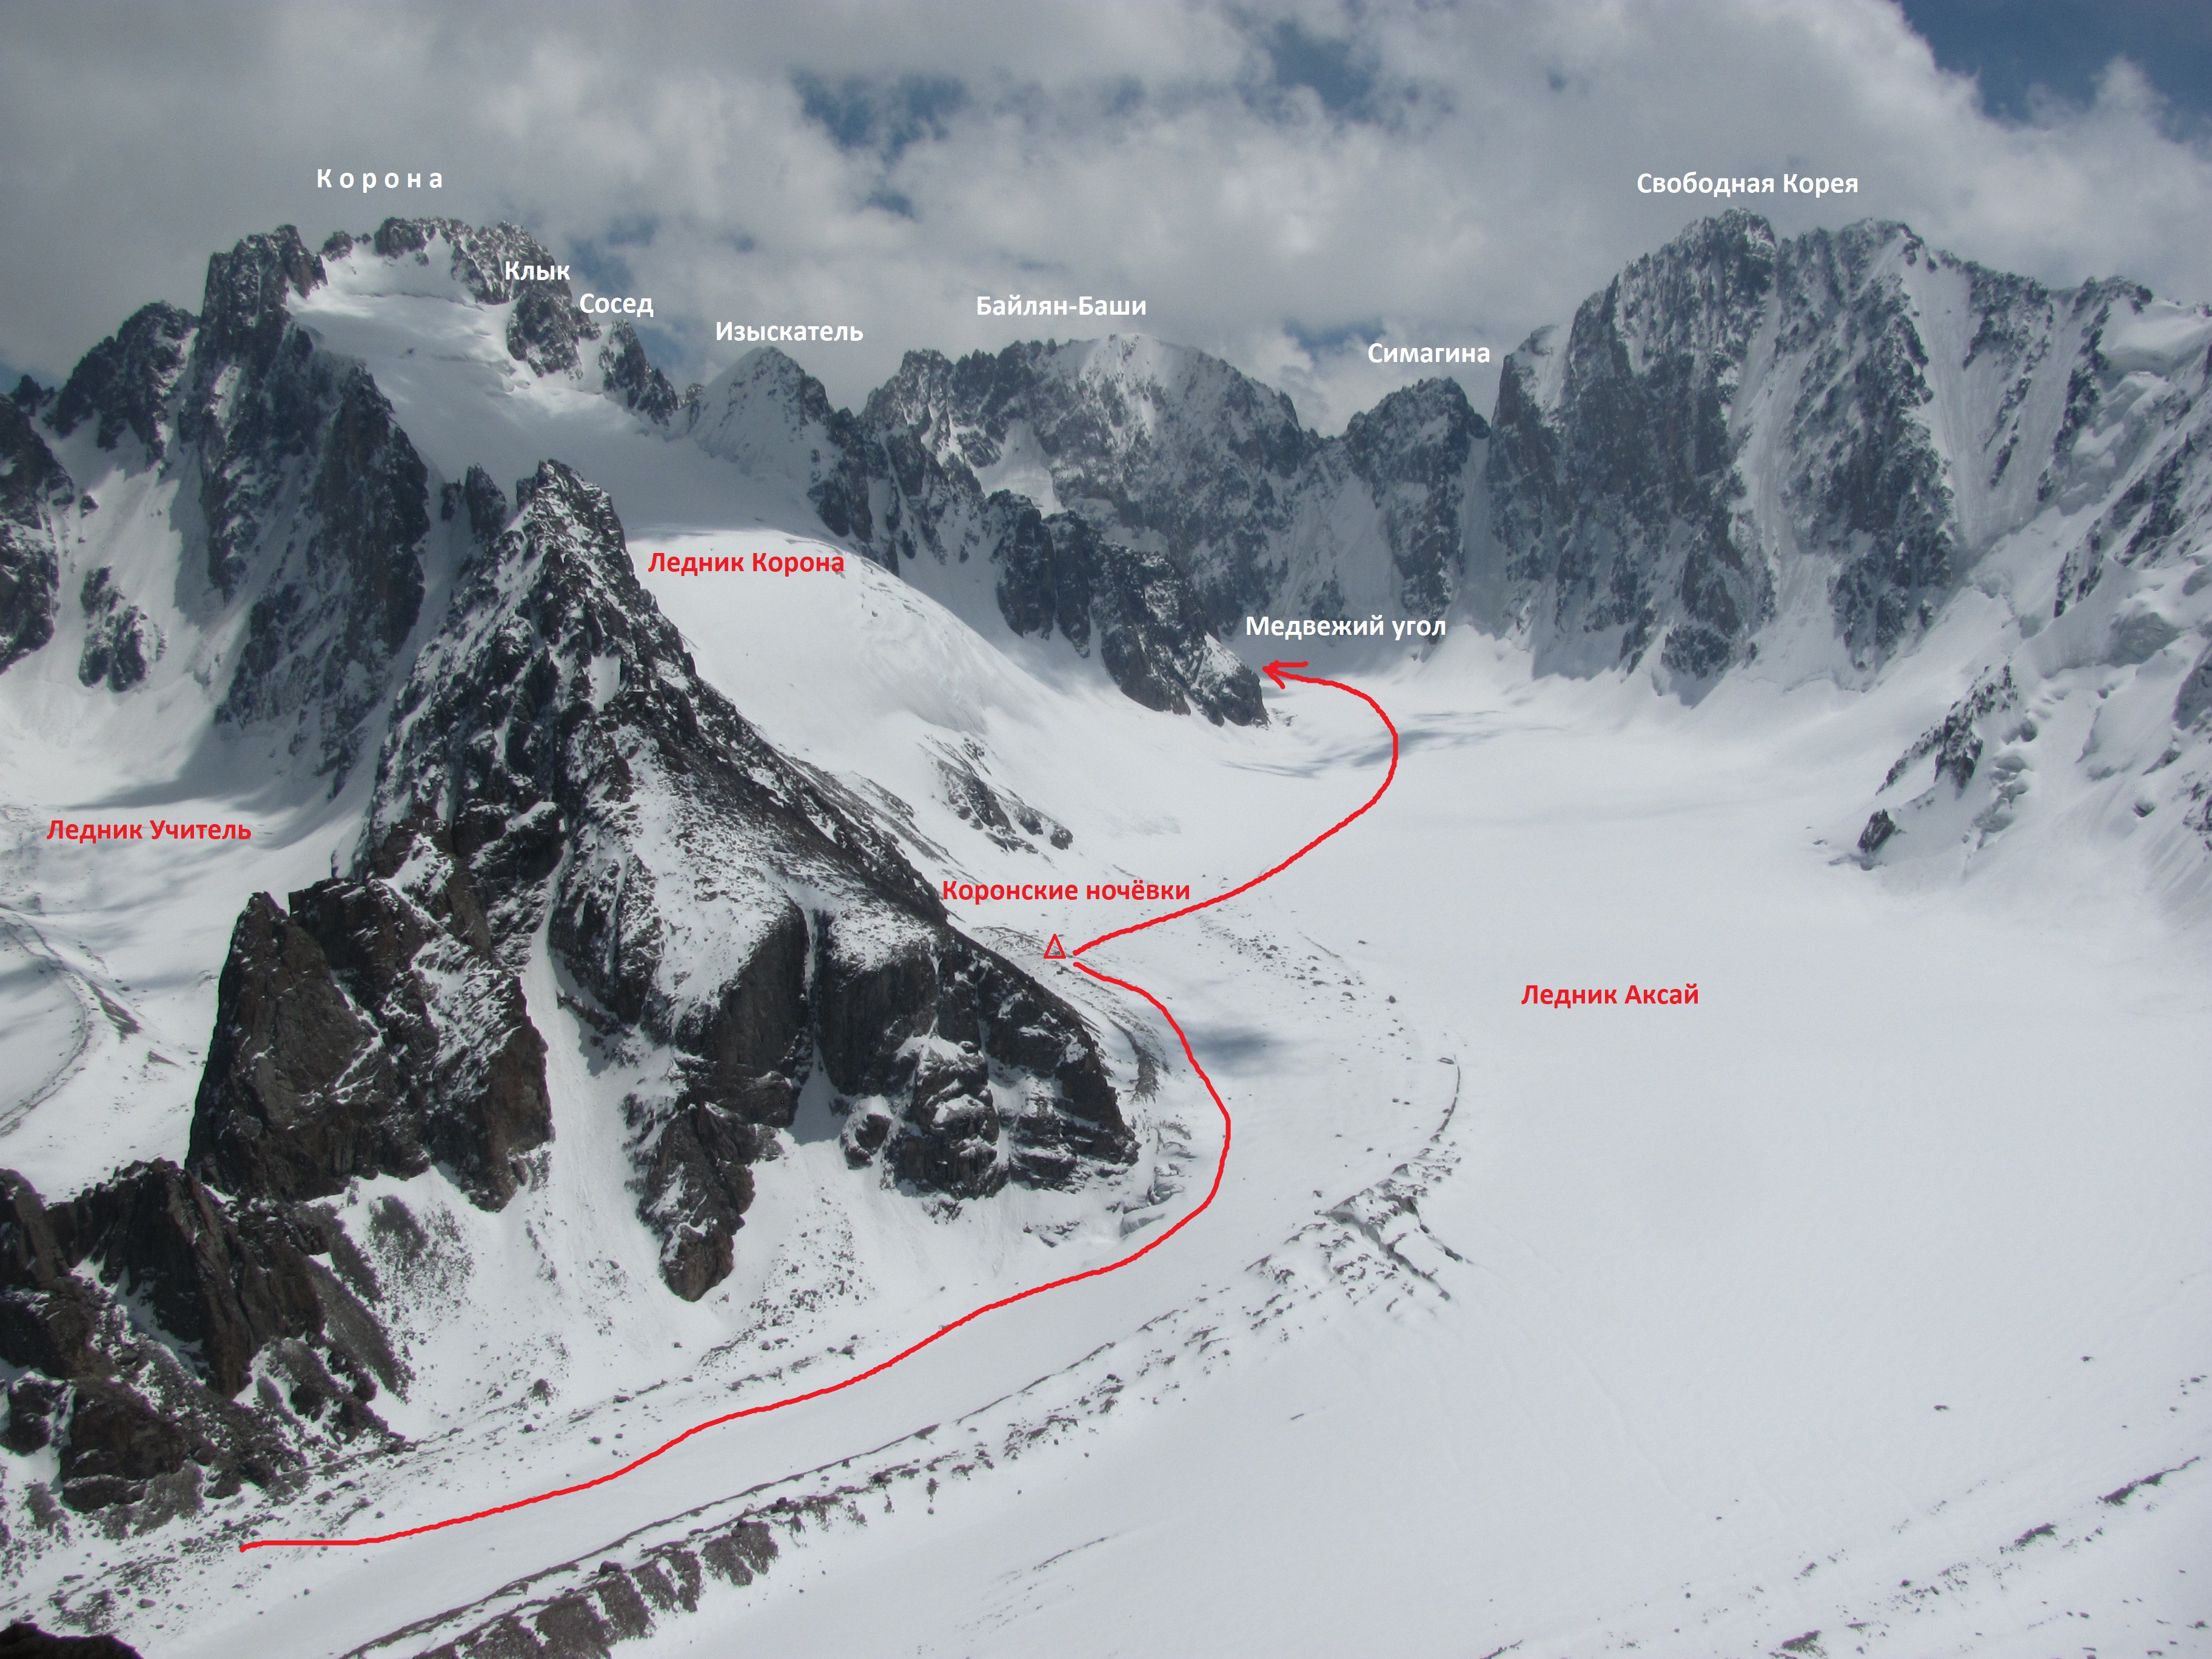 К о р о н а
Свободная Корея
Клык
Сосед
Байлян-Баши
Изыскатель
Симагина
Ледник Корона
Медвежий угол
Ледник Учитель
Коронские ночёвки
Ледник Аксай